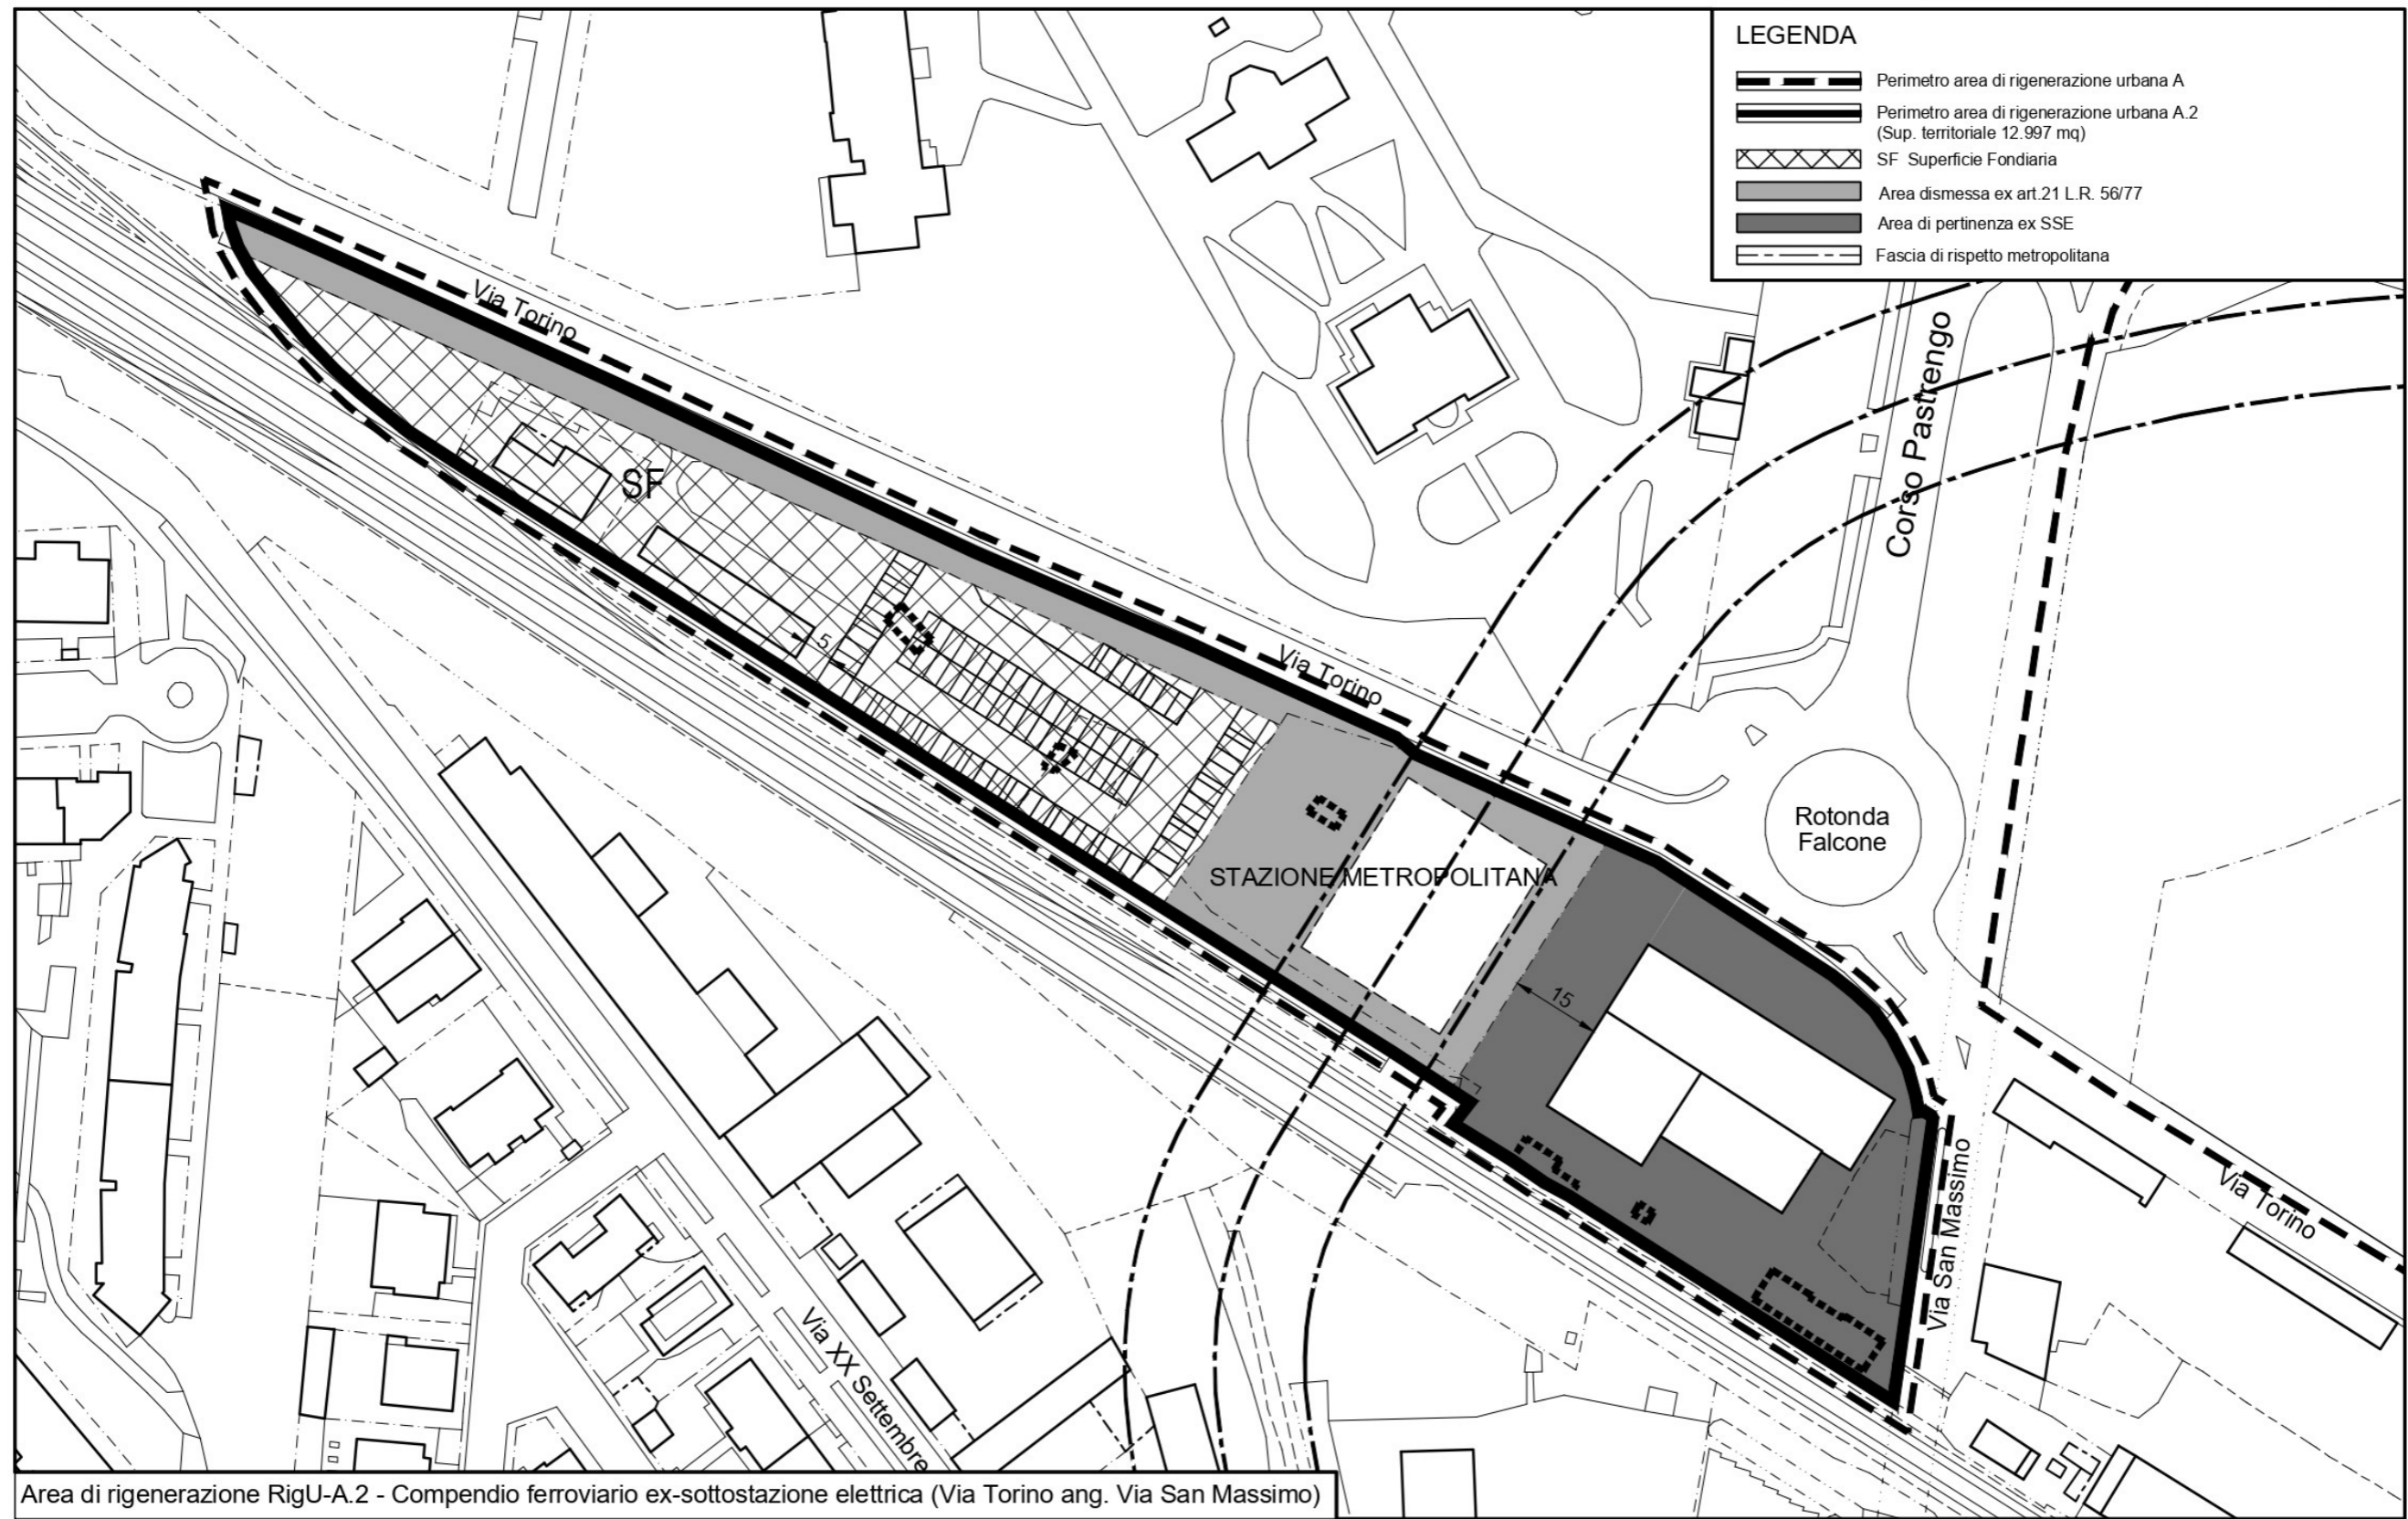 LEGENDA
Perimetro area di rigenerazione urbana A
Perimetro area di rigenerazione urbana A.2
(Sup. territoriale 12.997 mq)
SF Superficie Fondiaria
Area dismessa ex art.21 L.R. 56/77
Area di pertinenza ex SSE
Fascia di rispetto metropolitana
Via Torino
Corso Pastrengo
SF
5
Via Torino
Rotonda
Falcone
STAZIONE METROPOLITANA
15
Via San Massimo
Via Torino
Via XX Settembre
Area di rigenerazione RigU-A.2 - Compendio ferroviario ex-sottostazione elettrica (Via Torino ang. Via San Massimo)